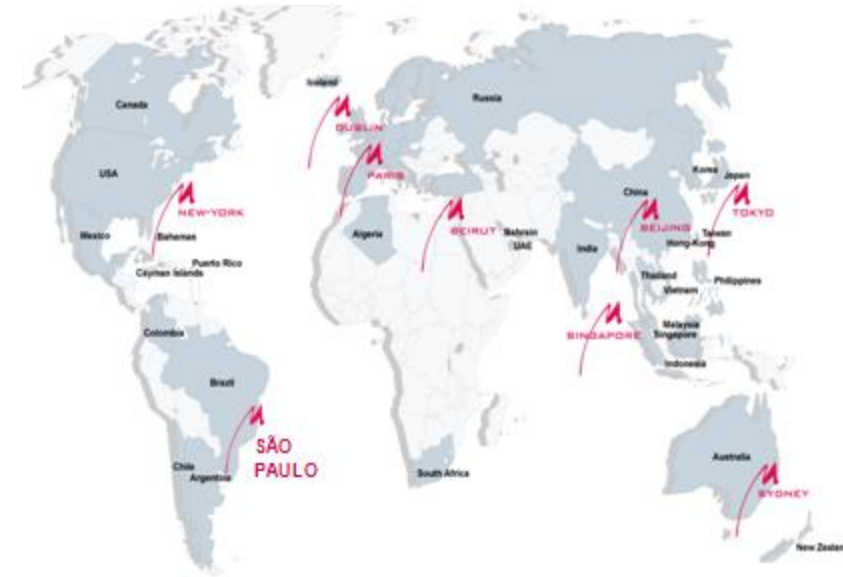 Iceland
Canada
Russia
DUBLIN
USA
PARIS
Korea
Japan
China
NEW-YORK
TOKYO
Mexico
Bahamas
Algeria
BEIRUT
Bahrain
UAE
India
BEIJING
Taiwan
Hong-Kong
Puerto Rico
Cayman Islands
Thailand
Philippines
Vietnam
Colombia
SINGAPORE
Malaysia
Singapore
Indonesia
Brazil
SÃO
PAULO
Chila
Argentina
South Africa
Australia
SYDNEY
New Zealan